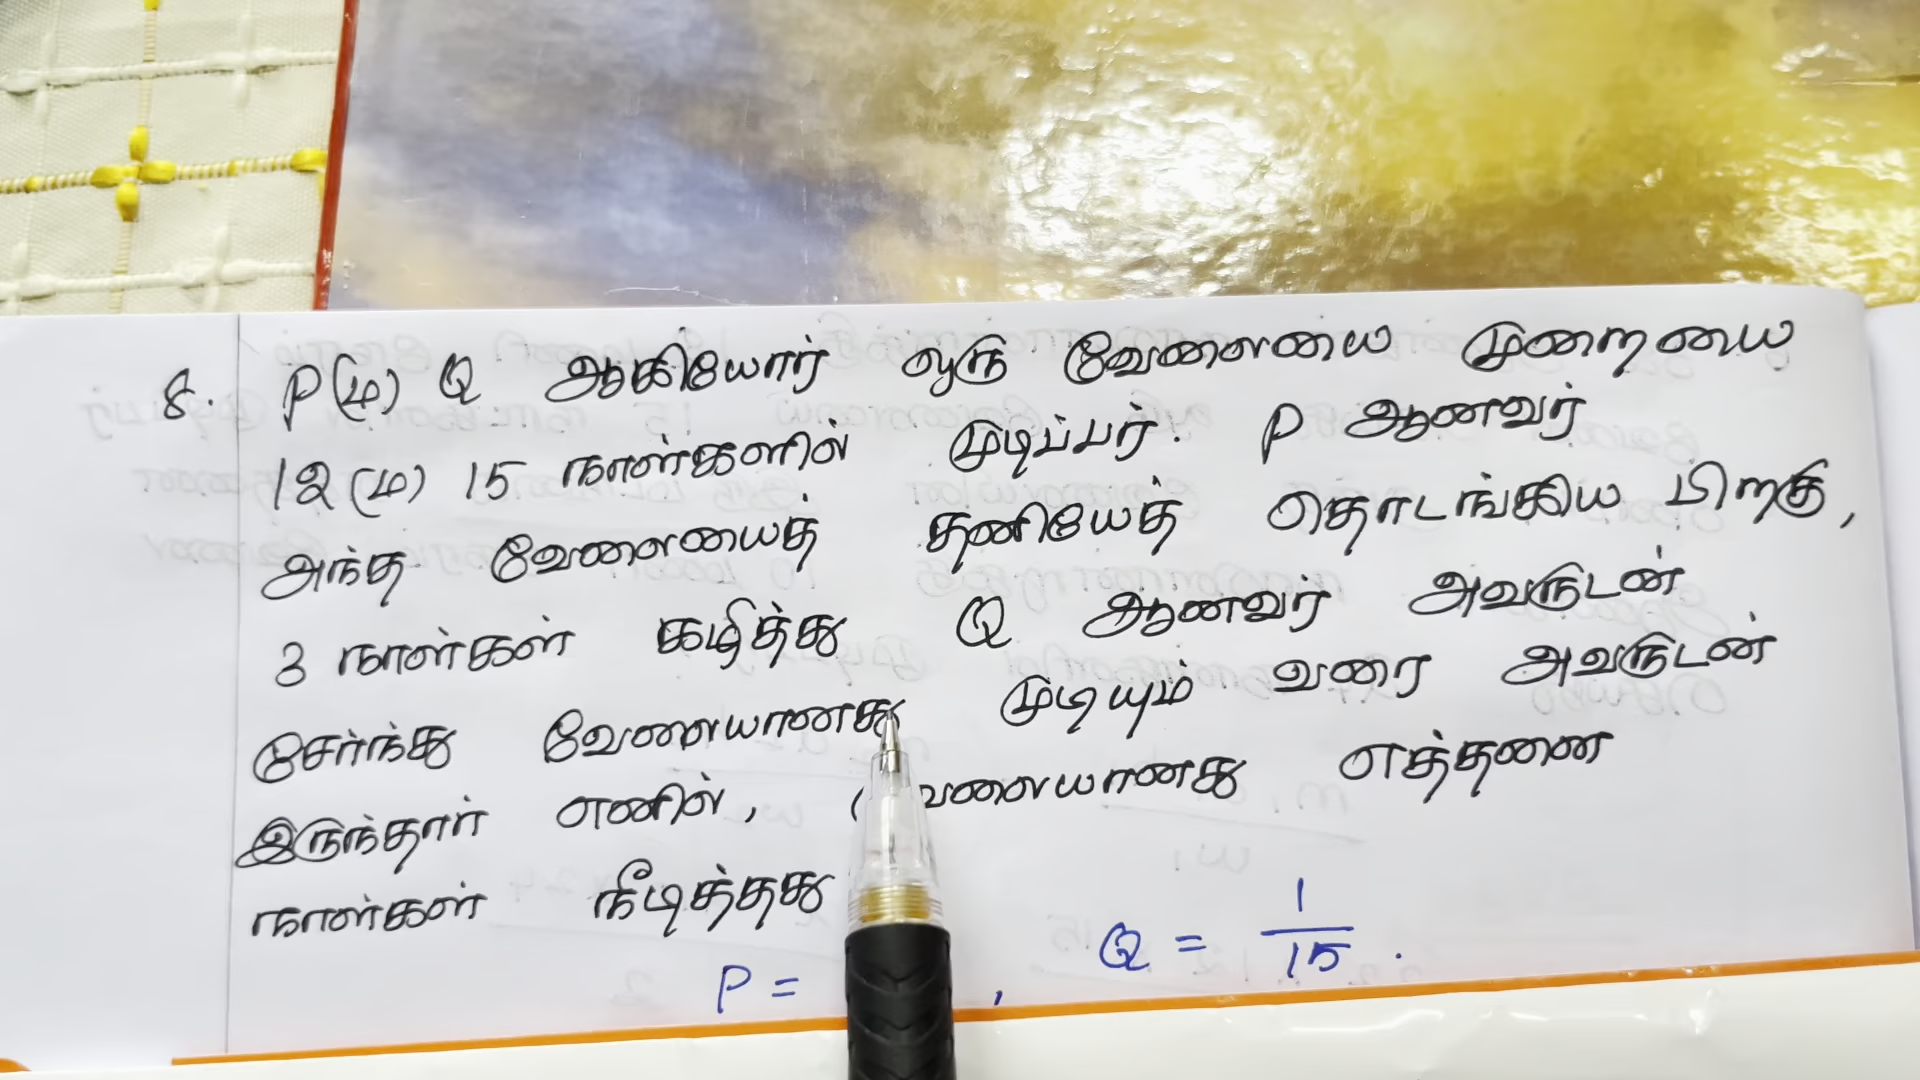 8. P (ம) Q ஆகியோர் ஒரு வேளையை முறையை
12 (ம) 15 நாள்களில் முடிப்பர். P ஆனவர்
அந்த வேளையைத் தனியேத் தொடங்கிய பிறகு,
3 நாள்கள் கழித்து Q ஆனவர் அவருடன்
சேர்ந்து வேளையானது முடியும் வரை அவருடன்
இருந்தார் எனில், வேளையானது எத்தனை
நாள்கள் நீடித்தது
P = , Q = 1/15 .